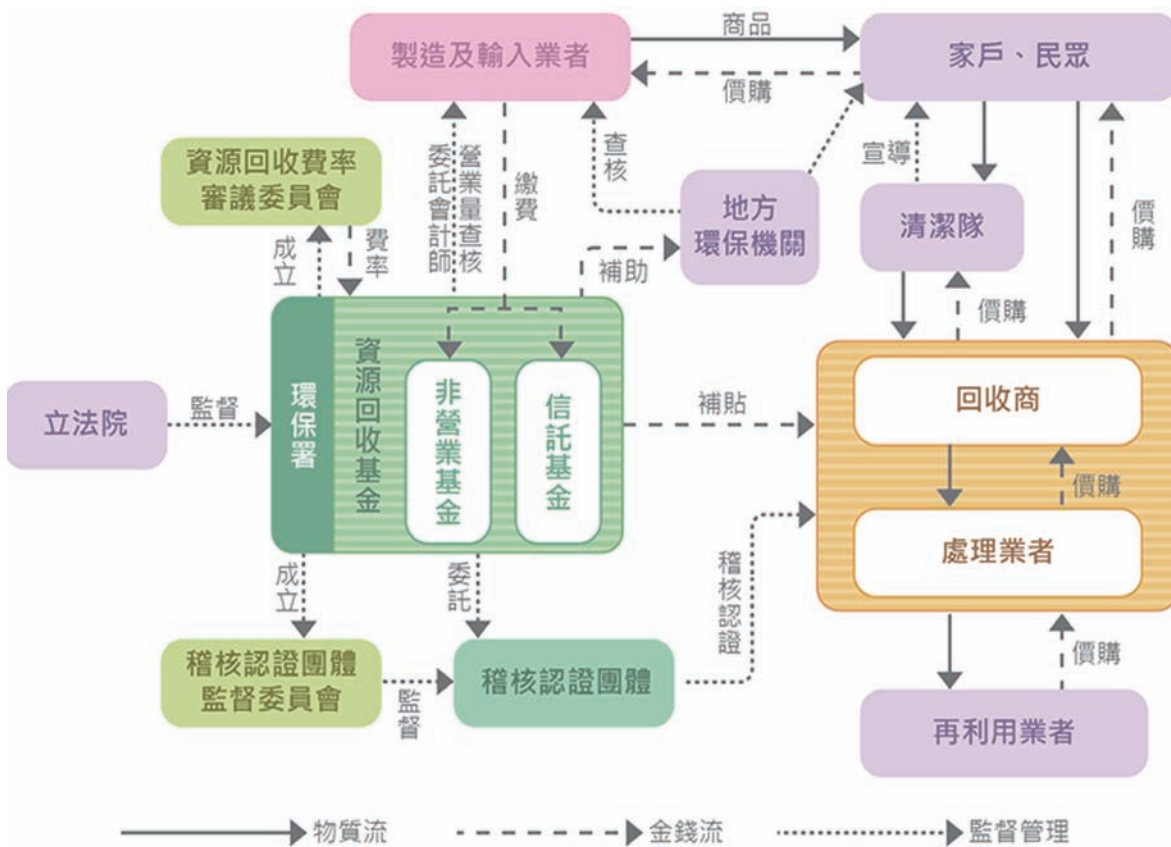 商品
製造及輸入業者
家戶、民眾
價購
查核
宣導
資源回收費率
審議委員會
委託會計師
營業量查核
繳費
地方
環保機關
清潔隊
價購
成立
費率
補助
價購
環保署
資源回收基金
非營業基金
信託基金
回收商
立法院
監督
補貼
價購
處理業者
成立
委託
稽核認證
稽核認證團體
監督委員會
監督
稽核認證團體
價購
再利用業者
物質流
金錢流
監督管理